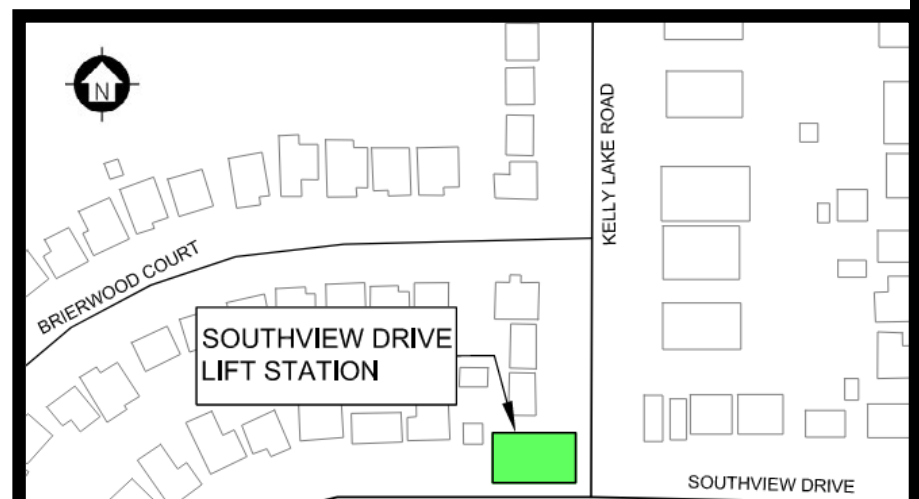 N
KELLY LAKE ROAD
BRIERWOOD COURT
SOUTHVIEW DRIVE
LIFT STATION
SOUTHVIEW DRIVE